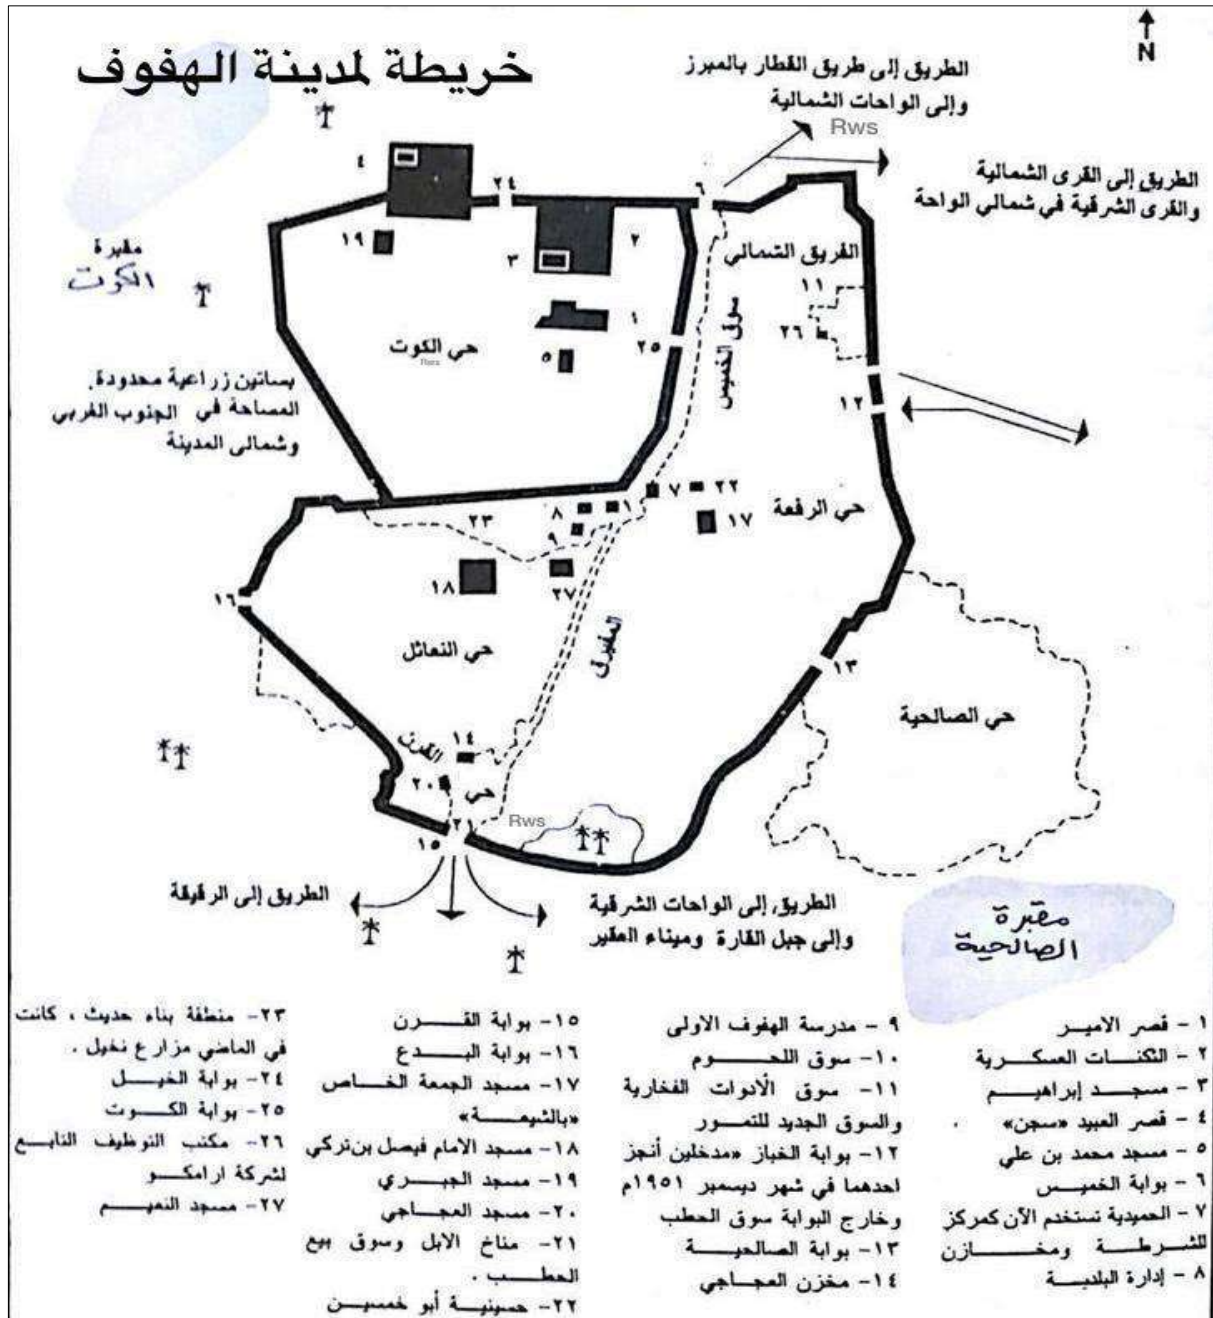 خريطة لمدينة الهفوف
N
الطريق إلى طريق القطار بالمبرز
وإلى الواحات الشمالية
Rws
الطريق إلى القرى الشمالية
والقرى الشرقية في شمالي الواحة
٤
٢٤
٦
١٩
٢
٣
الفريق الشمالي
١١
مقبرة
الكوت
١
٢٦
٢٥
سوق الخميس
حي الكوت
Rws
٥
بساتين زراعية محدودة
المساحة في الجنوب الغربي
وشمالي المدينة
١٢
٢٢
٧
١
٨
حي الرفعة
٢٣
١٧
٩
١٨
٢٧
١٦
حي النعاثل
١٣
حي الصالحية
القرن
١٤
٢٠
حي
٢١
Rws
١٥
الطريق إلى الرقيقة
الطريق إلى الواحات الشرقية
وإلى جبل القارة وميناء العقير
مقبرة
الصالحية
١ - قصر الامير
٢ - الثكنات العسكرية
٣ - مسجد إبراهيم
٤ - قصر العبيد «سجن» .
٥ - مسجد محمد بن علي
٦ - بوابة الخميس
٧ - الحميدية تستخدم الآن كمركز
للشرطة ومخازن
٨ - إدارة البلدية
٩ - مدرسة الهفوف الاولى
١٠- سوق اللحوم
١١- سوق الأدوات الفخارية
والسوق الجديد للتمور
١٢- بوابة الخباز «مدخلين أنجز
احدهما في شهر ديسمبر ١٩٥١م
وخارج البوابة سوق الحطب
١٣- بوابة الصالحية
١٤- مخزن العجاجي
١٥- بوابة القرن
١٦- بوابة البدع
١٧- مسجد الجمعة الخاص
«بالشيعة»
١٨- مسجد الامام فيصل بن تركي
١٩- مسجد الجبري
٢٠- مسجد العجاجي
٢١- مناخ الابل وسوق بيع
الحطب .
٢٢- حسينية أبو خمسين
٢٣- منطقة بناء حديث ، كانت
في الماضي مزارع نخيل .
٢٤- بوابة الخيل
٢٥- بوابة الكوت
٢٦- مكتب التوظيف التابع
لشركة ارامكو
٢٧- مسجد النعيم